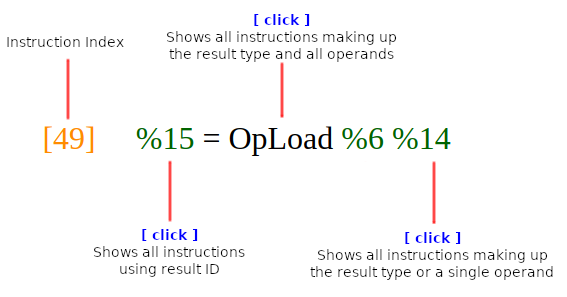 [ click ]
Shows all instructions making up
the result type and all operands
Instruction Index
[49] %15 = OpLoad %6 %14
[ click ]
Shows all instructions
using result ID
[ click ]
Shows all instructions making up
the result type or a single operand